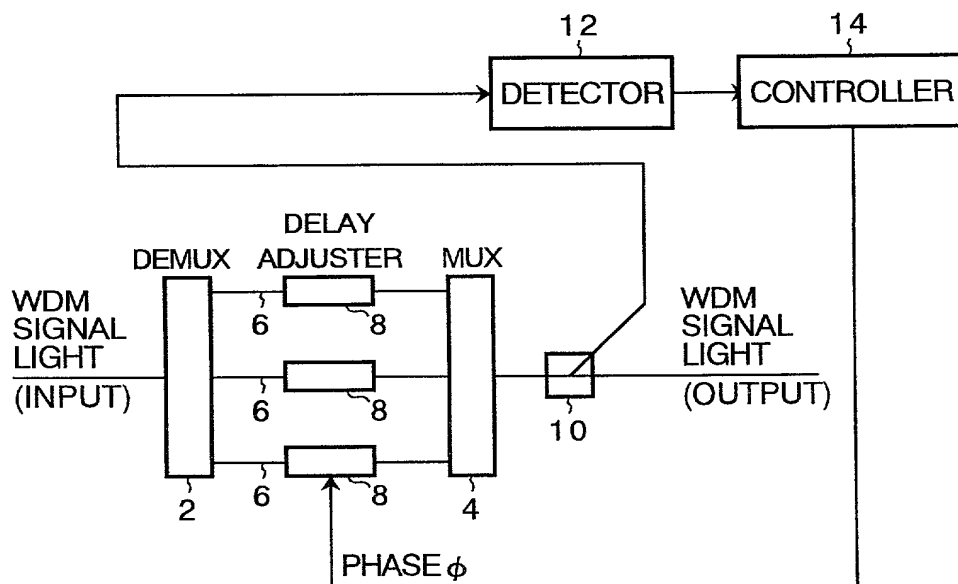 12
14
DETECTOR
CONTROLLER
DELAY
DEMUX
ADJUSTER
MUX
WDM
SIGNAL
LIGHT
(INPUT)
6
8
6
8
6
8
2
4
10
WDM
SIGNAL
LIGHT
(OUTPUT)
PHASE ϕ